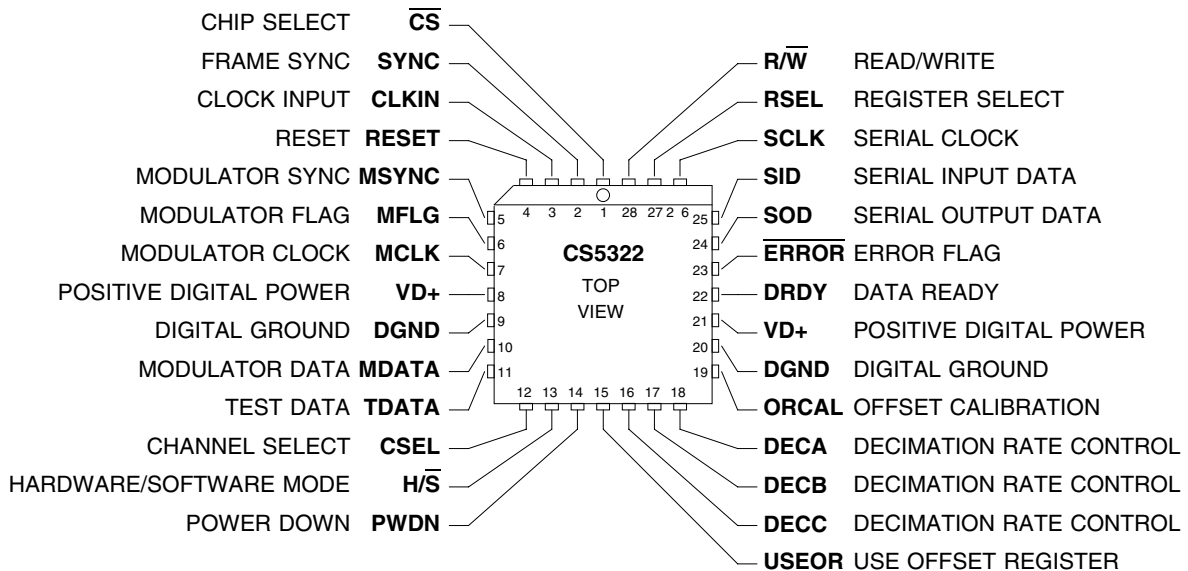 CHIP SELECT C̅S̅
FRAME SYNC SYNC
CLOCK INPUT CLKIN
RESET RESET
MODULATOR SYNC MSYNC
MODULATOR FLAG MFLG
MODULATOR CLOCK MCLK
POSITIVE DIGITAL POWER VD+
DIGITAL GROUND DGND
MODULATOR DATA MDATA
TEST DATA TDATA
CHANNEL SELECT CSEL
HARDWARE/SOFTWARE MODE H/S̅
POWER DOWN PWDN
4 3 2 1 28 27 2 6
5
6
7
8
9
10
11
CS5322
TOP
VIEW
25
24
23
22
21
20
19
12 13 14 15 16 17 18
R/W̅ READ/WRITE
RSEL REGISTER SELECT
SCLK SERIAL CLOCK
SID SERIAL INPUT DATA
SOD SERIAL OUTPUT DATA
E̅R̅R̅O̅R̅ ERROR FLAG
DRDY DATA READY
VD+ POSITIVE DIGITAL POWER
DGND DIGITAL GROUND
ORCAL OFFSET CALIBRATION
DECA DECIMATION RATE CONTROL
DECB DECIMATION RATE CONTROL
DECC DECIMATION RATE CONTROL
USEOR USE OFFSET REGISTER